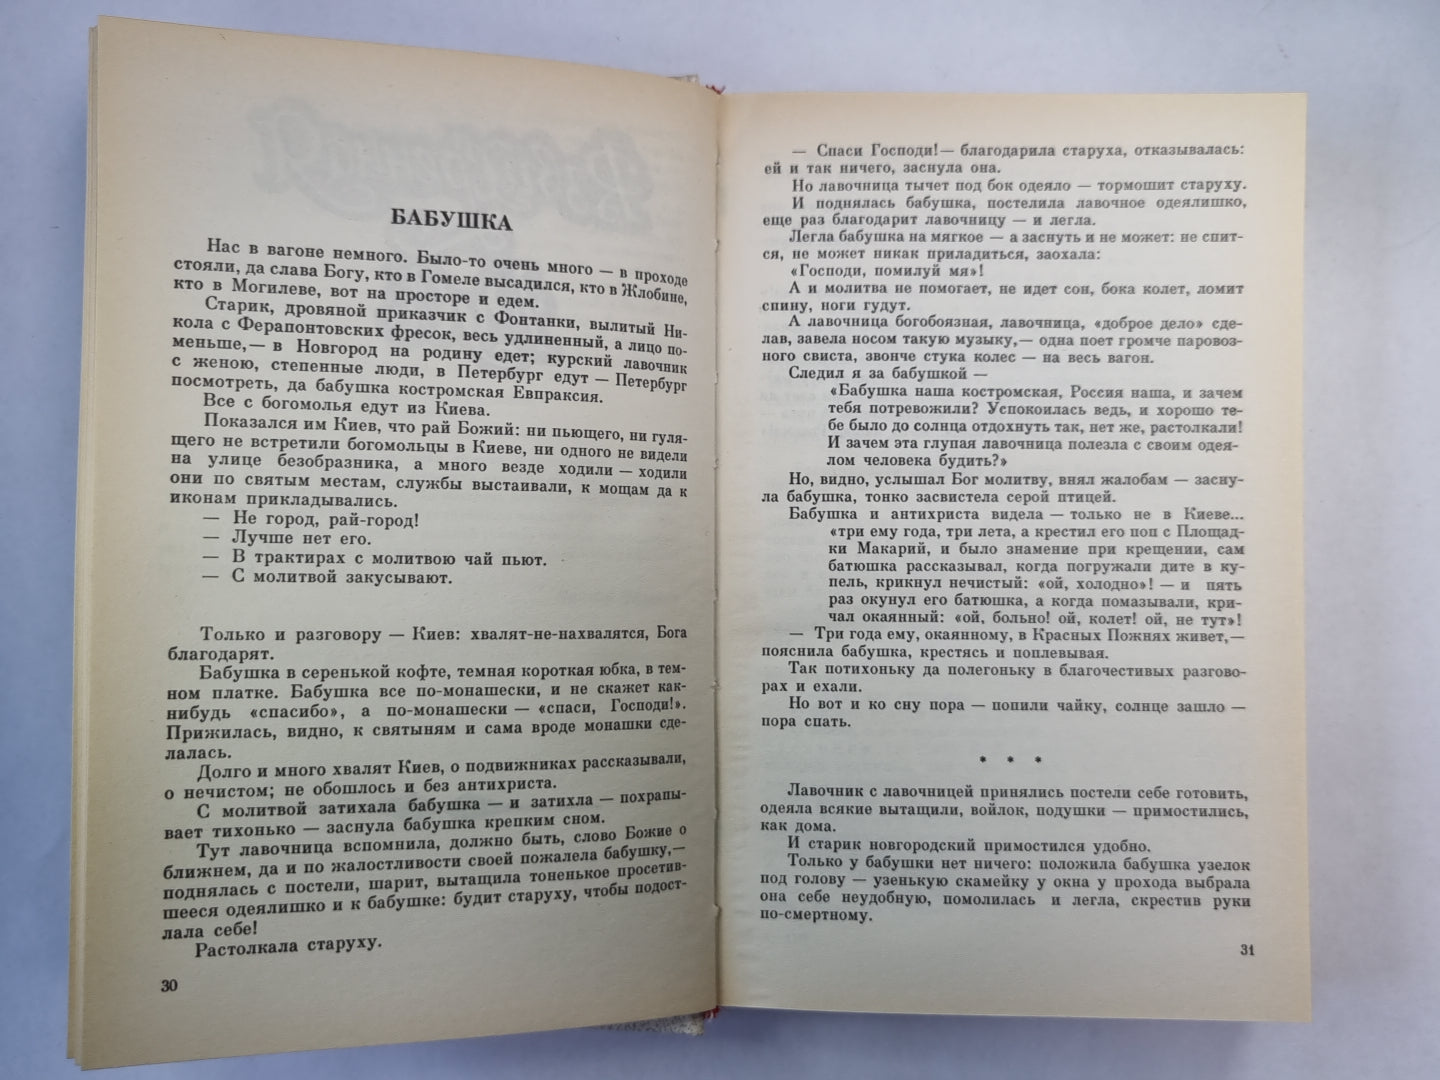 БАБУШКА
Нас в вагоне немного. Было-то очень много — в проходе
стояли, да слава Богу, кто в Гомеле высадился, кто в Жлобине,
кто в Могилеве, вот на просторе и едем.
Старик, дровяной приказчик с Фонтанки, вылитый Ни-
кола с Ферапонтовских фресок, весь удлиненный, а лицо по-
меньше,— в Новгород на родину едет; курский лавочник
с женою, степенные люди, в Петербург едут — Петербург
посмотреть, да бабушка костромская Евпраксия.
Все с богомолья едут из Киева.
Показался им Киев, что рай Божий: ни пьющего, ни гуля-
щего не встретили богомольцы в Киеве, ни одного не видели
на улице безобразника, а много везде ходили — ходили
они по святым местам, службы выстаивали, к мощам да к
иконам прикладывались.
— Не город, рай-город!
— Лучше нет его.
— В трактирах с молитвою чай пьют.
— С молитвой закусывают.
Только и разговору — Киев: хвалят-не-нахвалятся, Бога
благодарят.
Бабушка в серенькой кофте, темная короткая юбка, в тем-
ном платке. Бабушка все по-монашески, и не скажет как-
нибудь «спасибо», а по-монашески — «спаси, Господи!».
Прижилась, видно, к святыням и сама вроде монашки сде-
лалась.
Долго и много хвалят Киев, о подвижниках рассказывали,
о нечистом; не обошлось и без антихриста.
С молитвой затихала бабушка — и затихла — похрапы-
вает тихонько — заснула бабушка крепким сном.
Тут лавочница вспомнила, должно быть, слово Божие о
ближнем, да и по жалостливости своей пожалела бабушку,—
поднялась с постели, шарит, вытащила тоненькое просетив-
шееся одеялишко и к бабушке: будит старуху, чтобы подост-
лала себе!
Растолкала старуху.
30
— Спаси Господи!— благодарила старуха, отказывалась:
ей и так ничего, заснула она.
Но лавочница тычет под бок одеяло — тормошит старуху.
И поднялась бабушка, постелила лавочное одеялишко,
еще раз благодарит лавочницу — и легла.
Легла бабушка на мягкое — а заснуть и не может: не спит-
ся, не может никак приладиться, заохала:
«Господи, помилуй мя»!
А и молитва не помогает, не идет сон, бока колет, ломит
спину, ноги гудут.
А лавочница богобоязная, лавочница, «доброе дело» сде-
лав, завела носом такую музыку,— одна поет громче паровоз-
ного свиста, звонче стука колес — на весь вагон.
Следил я за бабушкой —
«Бабушка наша костромская, Россия наша, и зачем
тебя потревожили? Успокоилась ведь, и хорошо те-
бе было до солнца отдохнуть так, нет же, растолкали!
И зачем эта глупая лавочница полезла с своим одея-
лом человека будить?»
Но, видно, услышал Бог молитву, внял жалобам — засну-
ла бабушка, тонко засвистела серой птицей.
Бабушка и антихриста видела — только не в Киеве...
«три ему года, три лета, а крестил его поп с Площад-
ки Макарий, и было знамение при крещении, сам
батюшка рассказывал, когда погружали дите в ку-
пель, крикнул нечистый: «ой, холодно»! — и пять
раз окунул его батюшка, а когда помазывали, кри-
чал окаянный: «ой, больно! ой, колет! ой, не тут»!
— Три года ему, окаянному, в Красных Пожнях живет,—
пояснила бабушка, крестясь и поплевывая.
Так потихоньку да полегоньку в благочестивых разгово-
рах и ехали.
Но вот и ко сну пора — попили чайку, солнце зашло —
пора спать.
* * *
Лавочник с лавочницей принялись постели себе готовить,
одеяла всякие вытащили, войлок, подушки — примостились,
как дома.
И старик новгородский примостился удобно.
Только у бабушки нет ничего: положила бабушка узелок
под голову — узенькую скамейку у окна у прохода выбрала
она себе неудобную, помолилась и легла, скрестив руки
по-смертному.
31